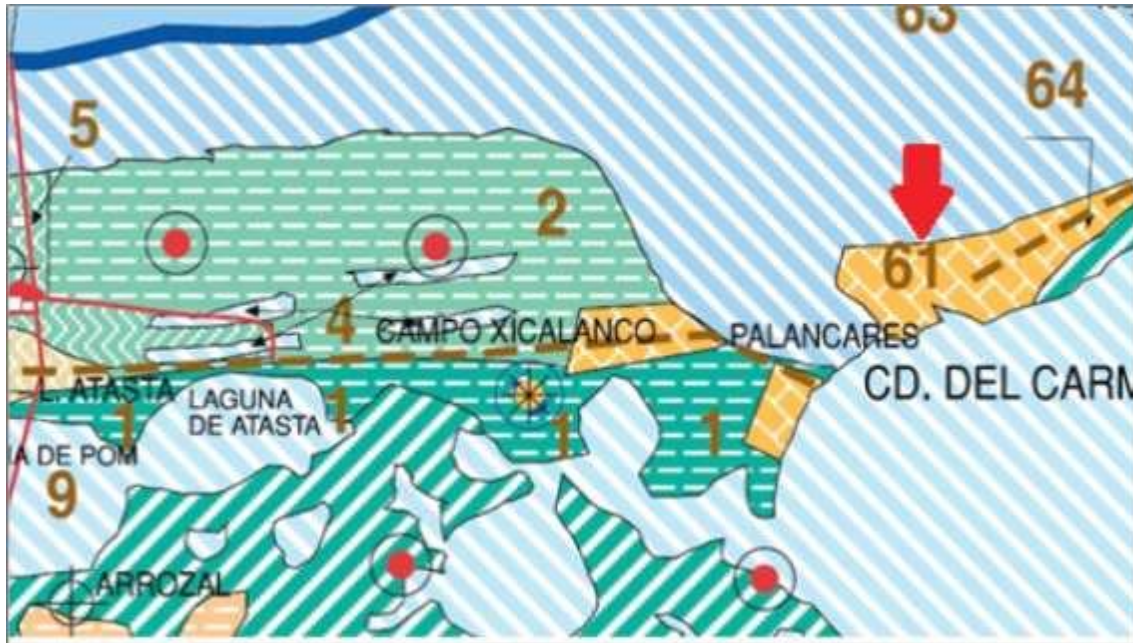 63
64
5
2
61
4
CAMPO XICALANCO
PALANCARES
L. ATASTA
CD. DEL CARM
LAGUNA
DE ATASTA
1
1
1
1
DE POM
9
ARROZAL